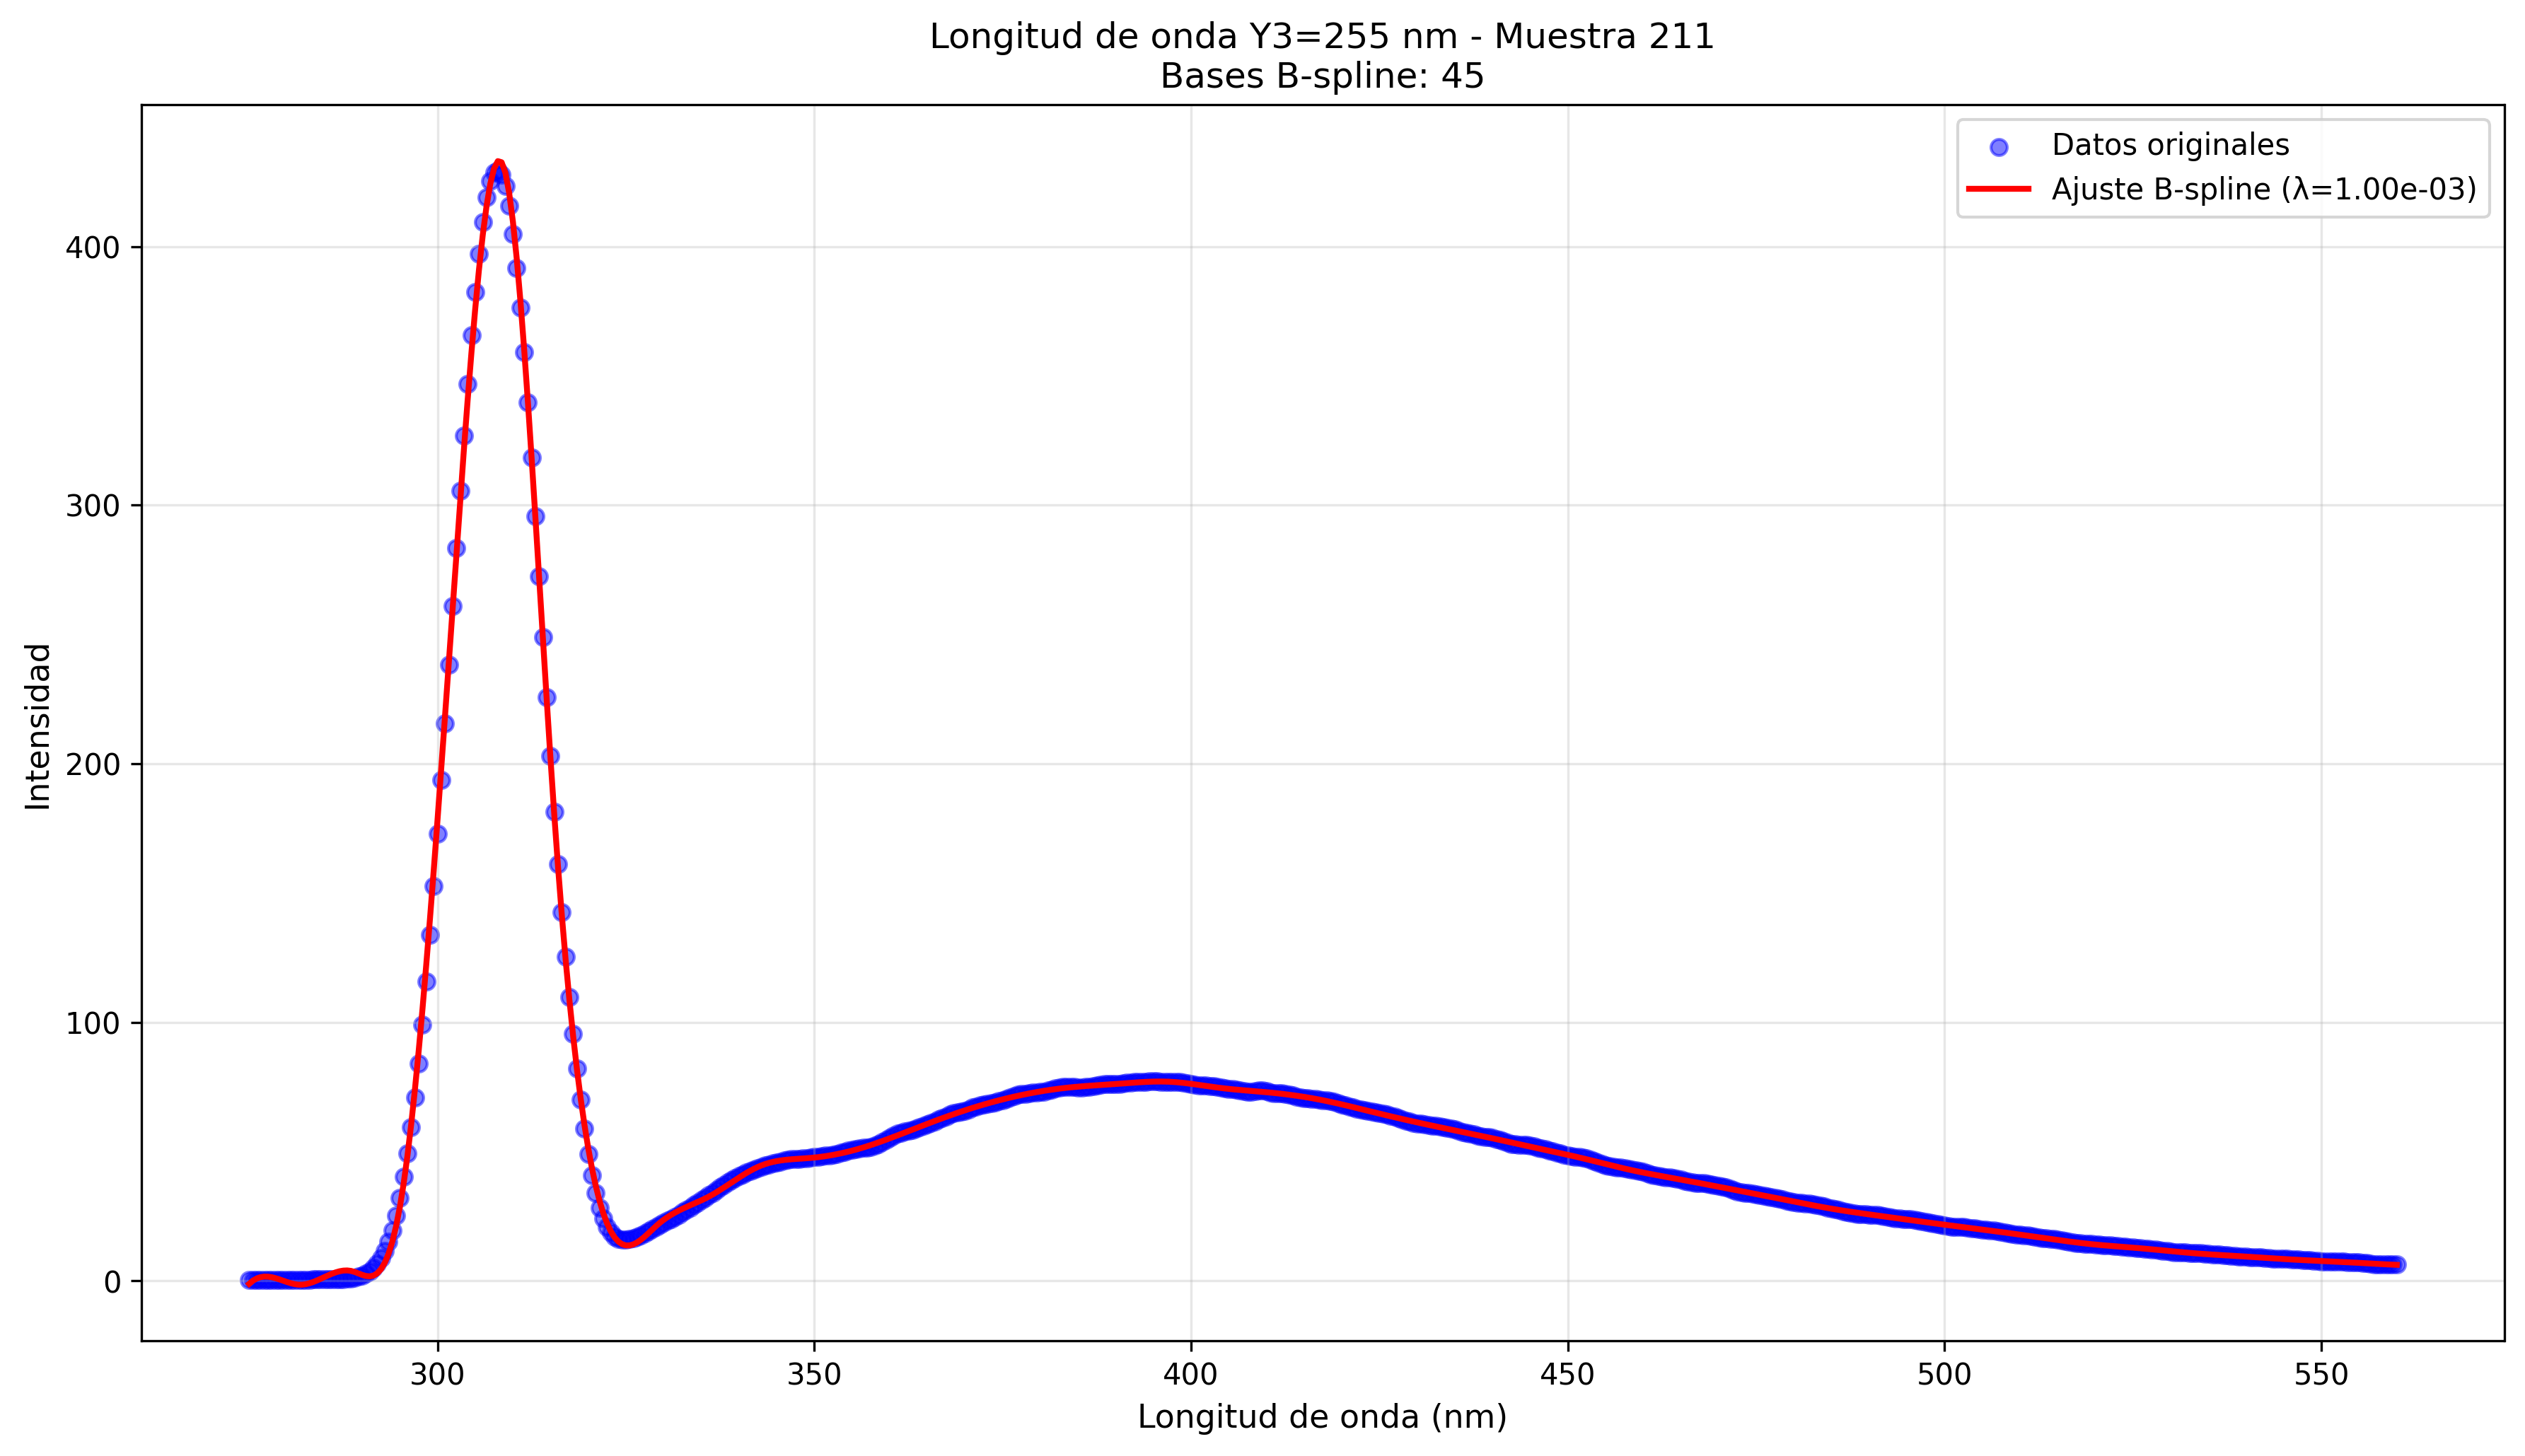 Longitud de onda Y3=255 nm - Muestra 211
Bases B-spline: 45
Datos originales
Ajuste B-spline (λ=1.00e-03)
Intensidad
400
300
200
100
0
300 350 400 450 500 550
Longitud de onda (nm)